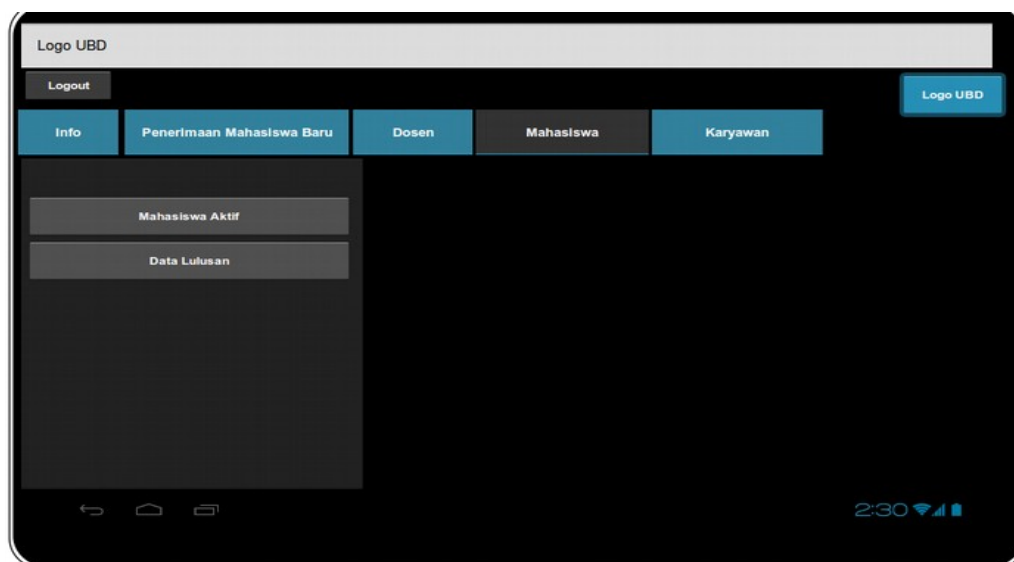 Logo UBD
Logout
Logo UBD
Info
Penerimaan Mahasiswa Baru
Dosen
Mahasiswa
Karyawan
Mahasiswa Aktif
Data Lulusan
2:30